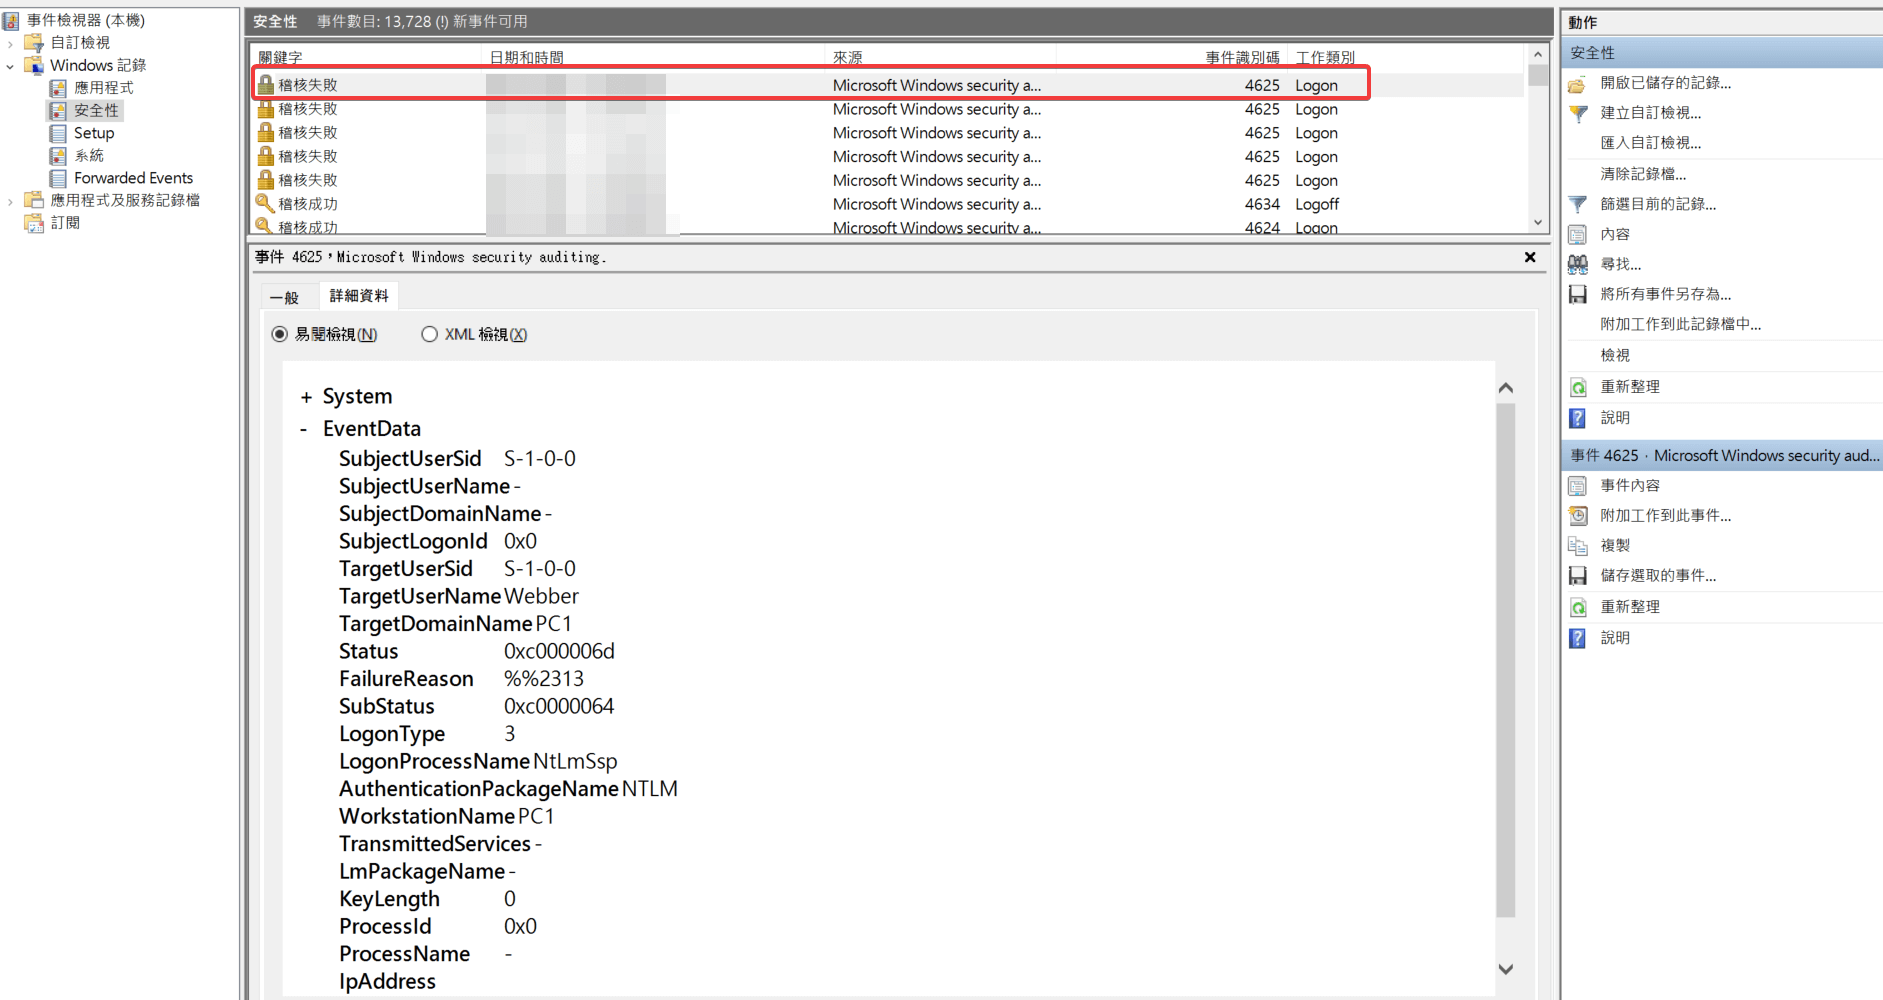 事件檢視器 (本機)
自訂檢視
Windows 記錄
應用程式
安全性
Setup
系統
Forwarded Events
應用程式及服務記錄檔
訂閱
安全性 事件數目: 13,728 (!) 新事件可用
關鍵字 日期和時間 來源 事件識別碼 工作類別
稽核失敗 Microsoft Windows security a... 4625 Logon
稽核失敗 Microsoft Windows security a... 4625 Logon
稽核失敗 Microsoft Windows security a... 4625 Logon
稽核失敗 Microsoft Windows security a... 4625 Logon
稽核失敗 Microsoft Windows security a... 4625 Logon
稽核成功 Microsoft Windows security a... 4634 Logoff
稽核成功 Microsoft Windows security a... 4624 Logon
事件 4625，Microsoft Windows security auditing.
一般 詳細資料
易閱檢視(N) XML 檢視(X)
+ System
- EventData
SubjectUserSid S-1-0-0
SubjectUserName -
SubjectDomainName -
SubjectLogonId 0x0
TargetUserSid S-1-0-0
TargetUserName Webber
TargetDomainName PC1
Status 0xc000006d
FailureReason %%2313
SubStatus 0xc0000064
LogonType 3
LogonProcessName NtLmSsp
AuthenticationPackageName NTLM
WorkstationName PC1
TransmittedServices -
LmPackageName -
KeyLength 0
ProcessId 0x0
ProcessName -
IpAddress
動作
安全性
開啟已儲存的記錄...
建立自訂檢視...
匯入自訂檢視...
清除記錄檔...
篩選目前的記錄...
內容
尋找...
將所有事件另存為...
附加工作到此記錄檔中...
檢視
重新整理
說明
事件 4625，Microsoft Windows security aud...
事件內容
附加工作到此事件...
複製
儲存選取的事件...
重新整理
說明